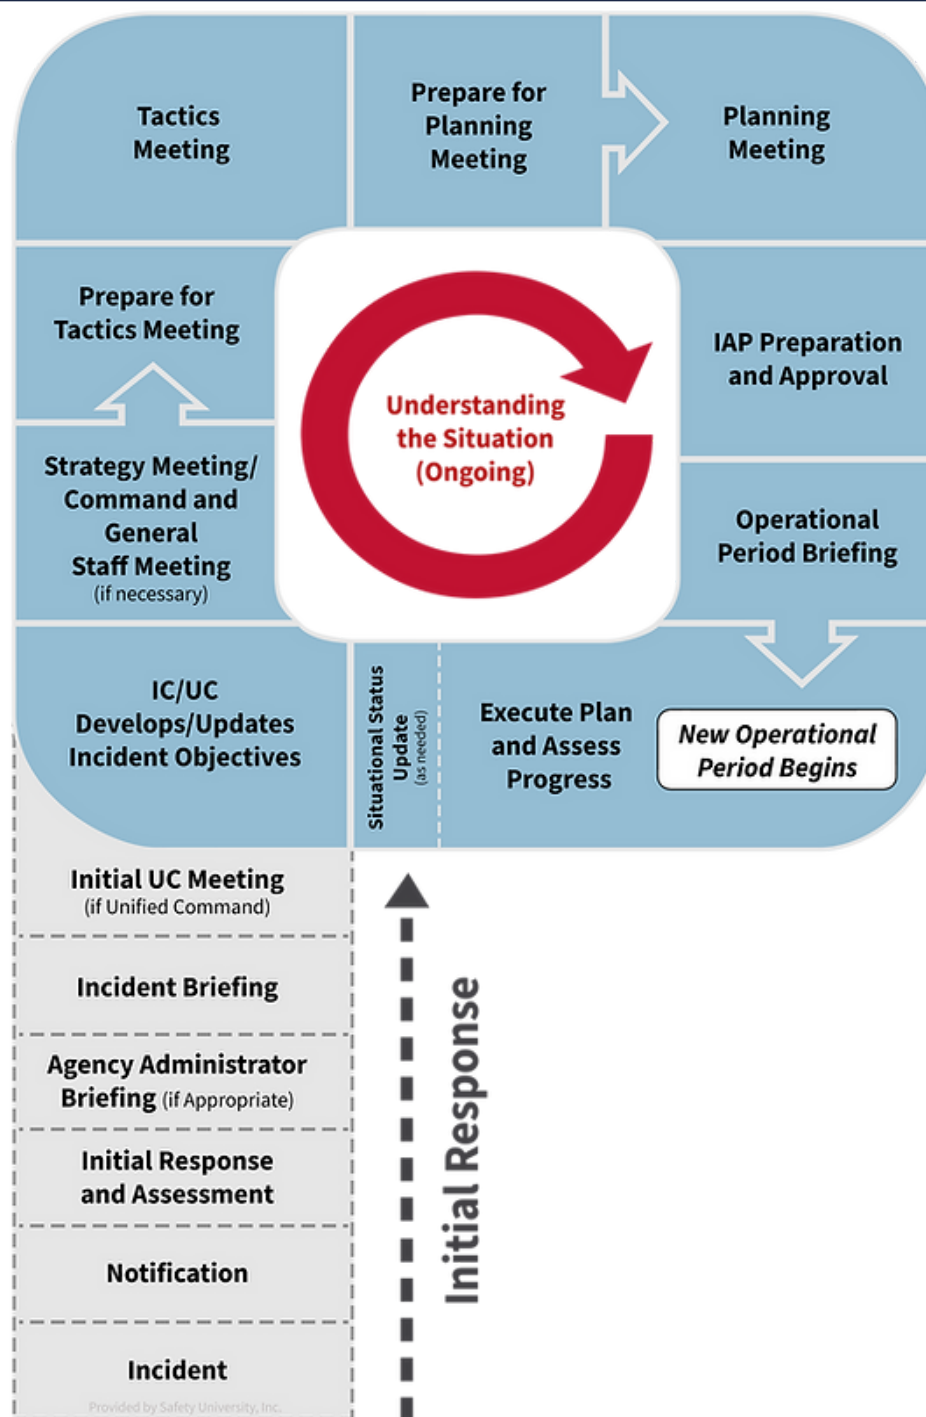 Tactics
Meeting
Prepare for
Planning
Meeting
Planning
Meeting
Prepare for
Tactics Meeting
Understanding
the Situation
(Ongoing)
IAP Preparation
and Approval
Strategy Meeting/
Command and
General
Staff Meeting
(if necessary)
Operational
Period Briefing
IC/UC
Develops/Updates
Incident Objectives
Situational Status
Update
(as needed)
Execute Plan
and Assess
Progress
New Operational
Period Begins
Initial UC Meeting
(if Unified Command)
Incident Briefing
Agency Administrator
Briefing (if Appropriate)
Initial Response
and Assessment
Notification
Incident
Initial Response
Provided by Safety University, Inc.